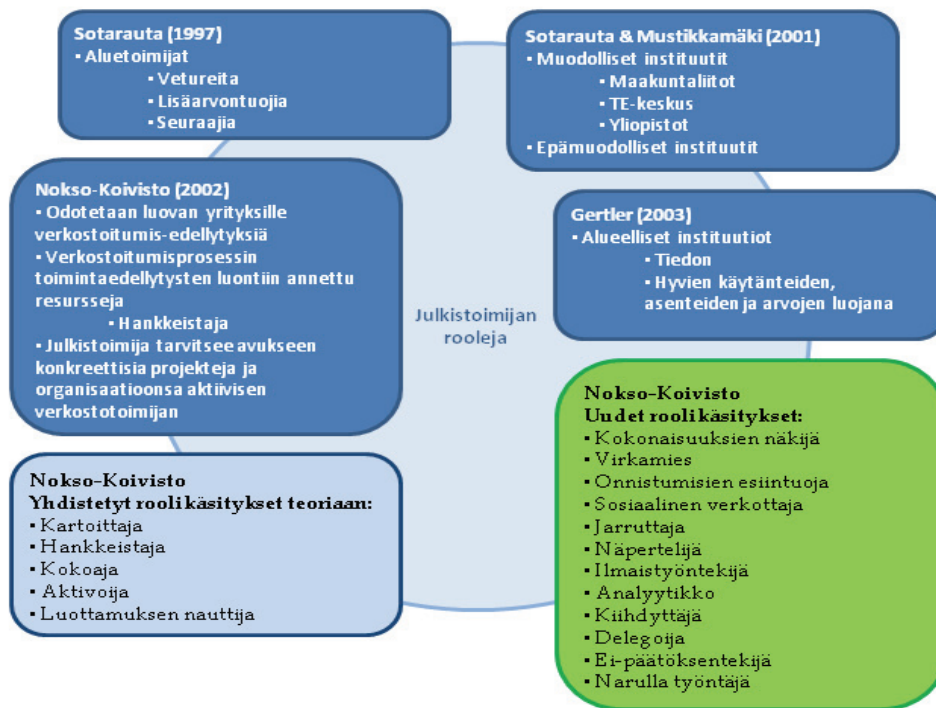 Sotarauta (1997)
▪ Aluetoimijat
▪ Vetureita
▪ Lisäarvontuojia
▪ Seuraajia
Sotarauta & Mustikkamäki (2001)
▪ Muodolliset instituutit
▪ Maakuntaliitot
▪ TE-keskus
▪ Yliopistot
▪ Epämuodolliset instituutit
Nokso-Koivisto (2002)
▪ Odotetaan luovan yrityksille
verkostoitumis-edellytyksiä
▪ Verkostoitumisprosessin
toimintaedellytysten luontiin annettu
resursseja
▪ Hankkeistaja
▪ Julkistoimija tarvitsee avukseen
konkreettisia projekteja ja
organisaatioonsa aktiivisen
verkostotoimijan
Gertler (2003)
▪ Alueelliset instituutiot
▪ Tiedon
▪ Hyvien käytänteiden,
asenteiden ja arvojen luojana
Julkistoimijan
rooleja
Nokso-Koivisto
Yhdistetyt roolikäsitykset teoriaan:
▪ Kartoittaja
▪ Hankkeistaja
▪ Kokoaja
▪ Aktivoija
▪ Luottamuksen nauttija
Nokso-Koivisto
Uudet roolikäsitykset:
▪ Kokonaisuuksien näkijä
▪ Virkamies
▪ Onnistumisien esiintuoja
▪ Sosiaalinen verkottaja
▪ Jarruttaja
▪ Näpertelijä
▪ Ilmaistyöntekijä
▪ Analyytikko
▪ Kiihdyttäjä
▪ Delegoija
▪ Ei-päätöksentekijä
▪ Narulla työntäjä